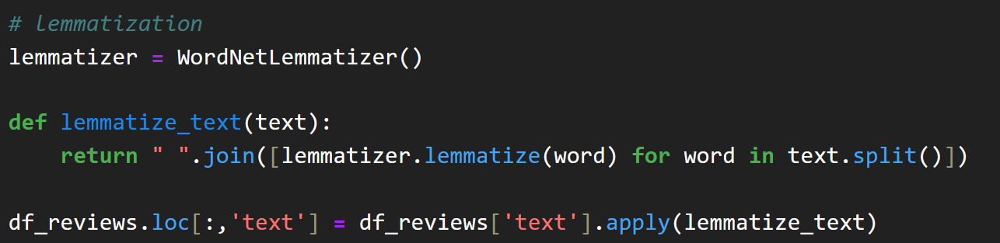 # lemmatization
lemmatizer = WordNetLemmatizer()
def lemmatize_text(text):
    return " ".join([lemmatizer.lemmatize(word) for word in text.split()])
df_reviews.loc[:,'text'] = df_reviews['text'].apply(lemmatize_text)